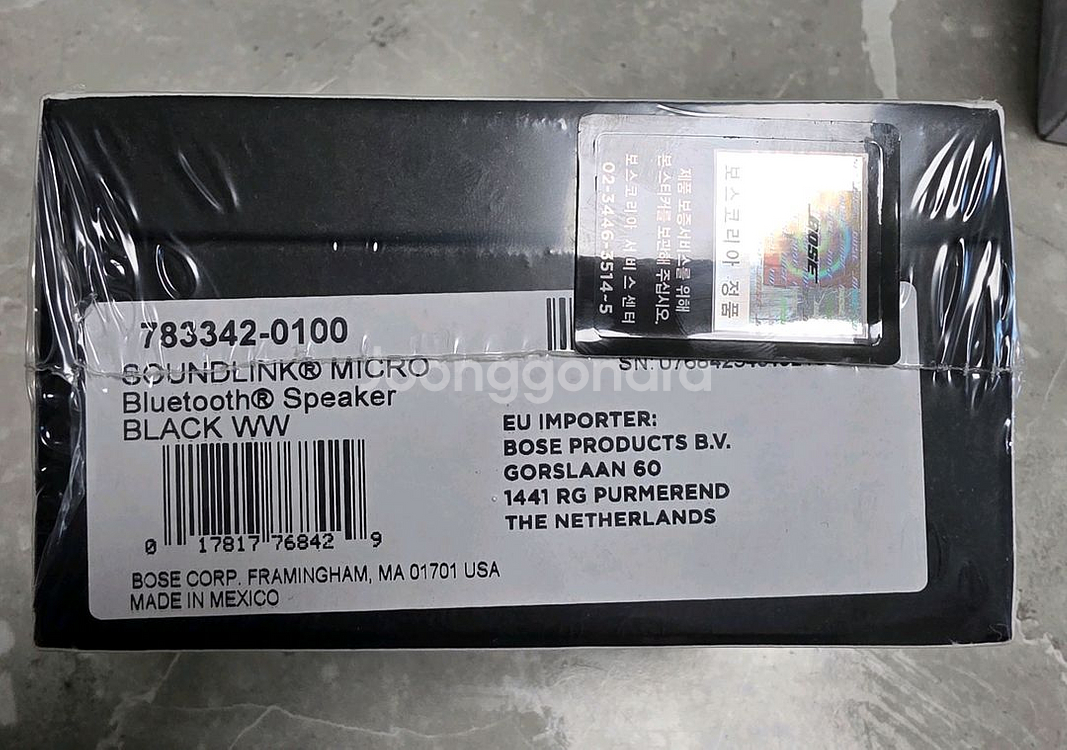 783342-0100
SOUNDLINK® MICRO
Bluetooth® Speaker
BLACK WW
0 17817 76842 9
BOSE CORP. FRAMINGHAM, MA 01701 USA
MADE IN MEXICO
SN:
EU IMPORTER:
BOSE PRODUCTS B.V.
GORSLAAN 60
1441 RG PURMEREND
THE NETHERLANDS
BOSE
보스코리아 정품
제품 보증서비스를 위해
본스티커를 보관해 주십시오.
보스코리아 서비스 센터
02-3446-3514~5
Joonggonara